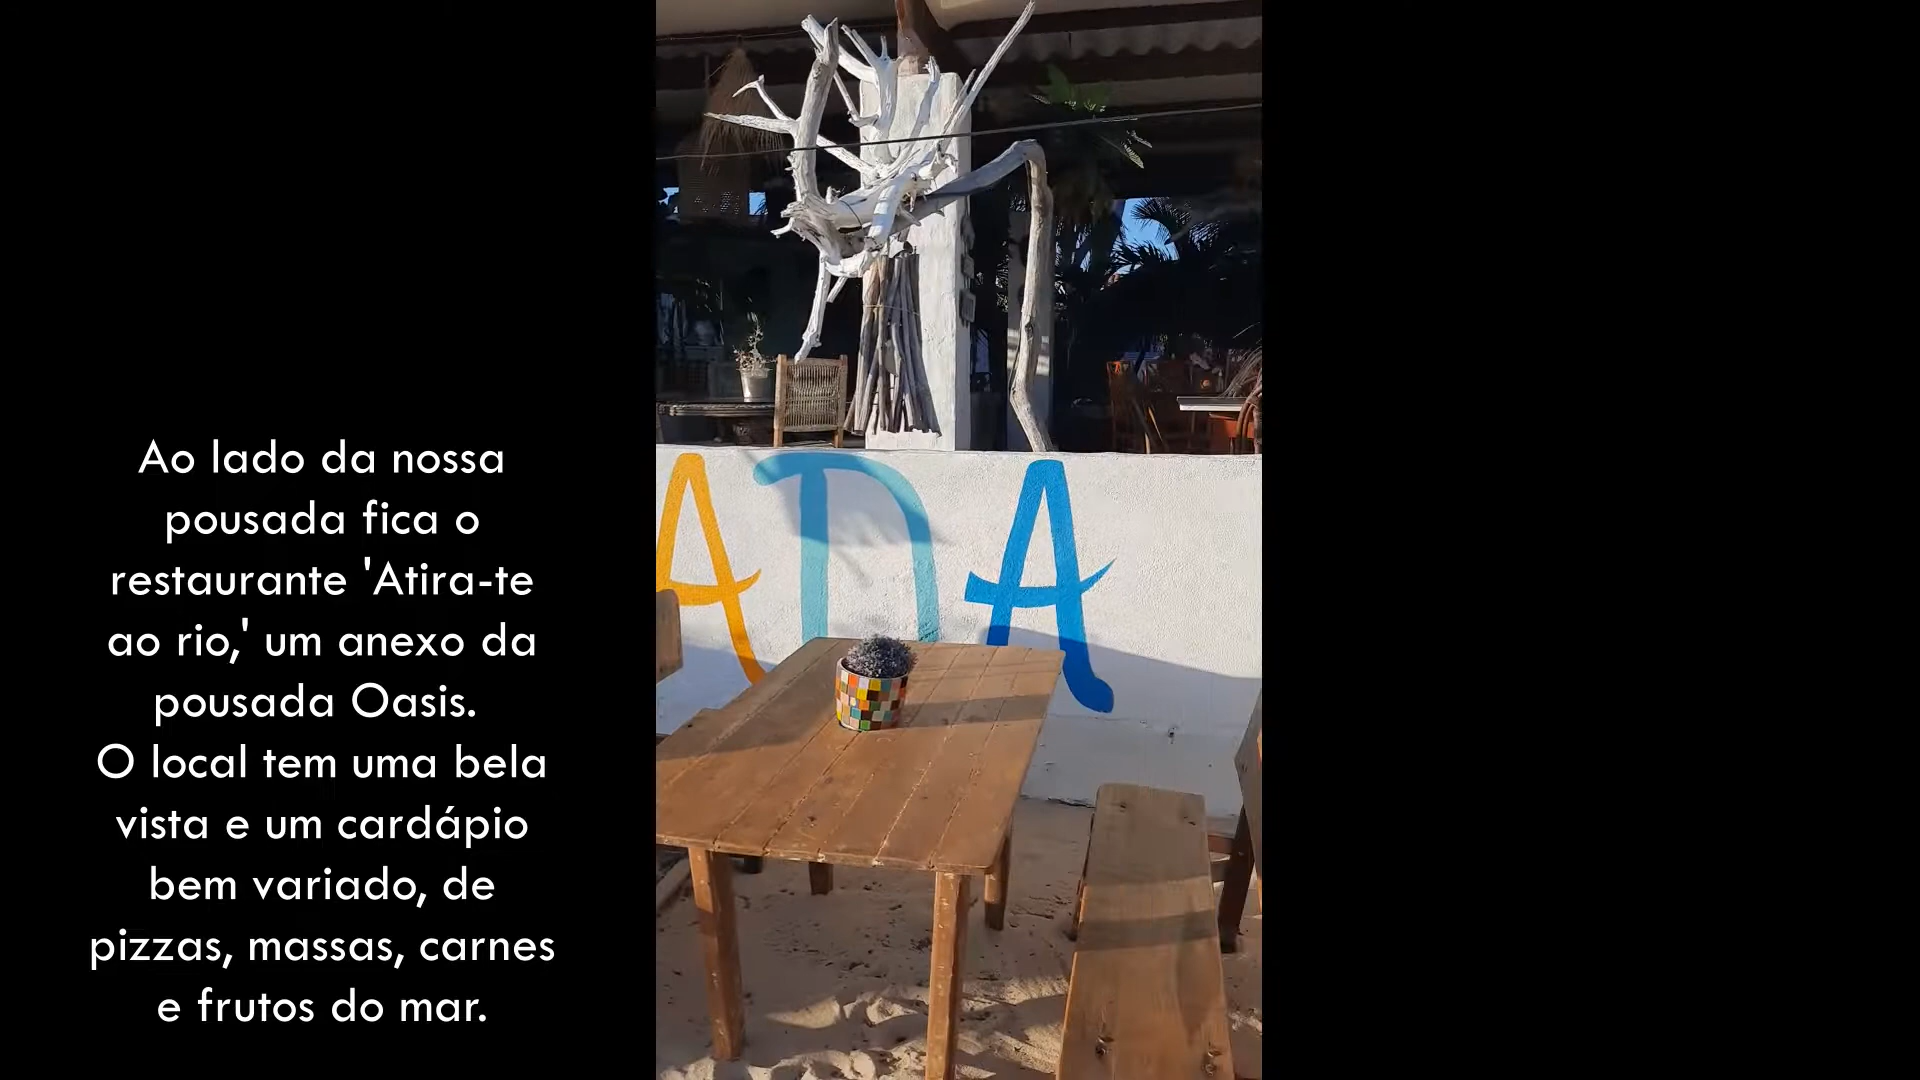 Ao lado da nossa
pousada fica o
restaurante 'Atira-te
ao rio,' um anexo da
pousada Oasis.
O local tem uma bela
vista e um cardápio
bem variado, de
pizzas, massas, carnes
e frutos do mar.
ADA